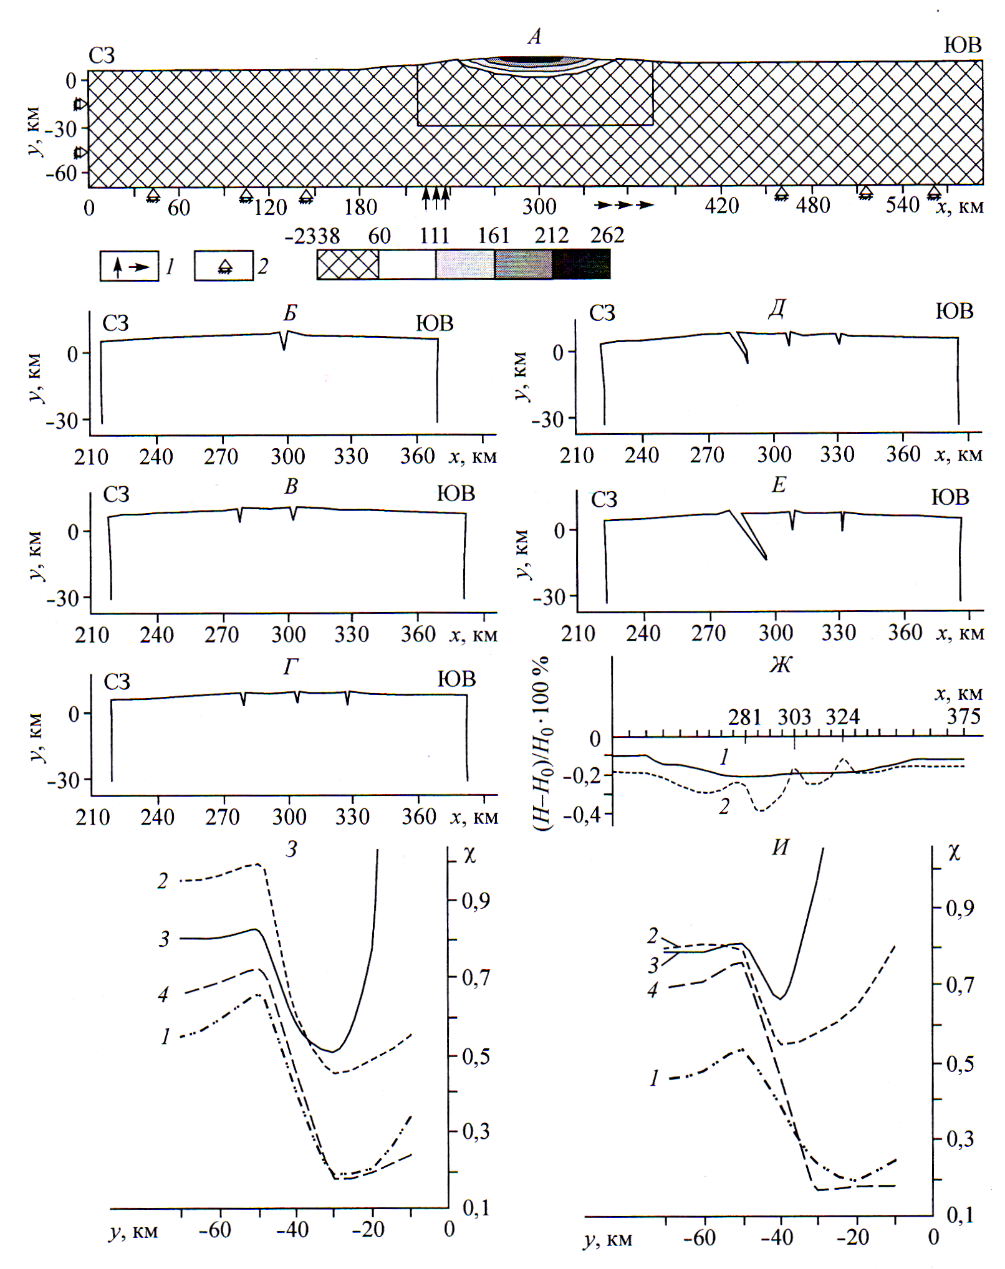 А
СЗ ЮВ
y, км
0
-30
-60
0 60 120 180 300 420 480 540 x, км
-2338 60 111 161 212 262
1 2
Б
СЗ ЮВ
y, км
0
-30
210 240 270 300 330 360 x, км
Д
СЗ ЮВ
y, км
0
-30
210 240 270 300 330 360 x, км
В
СЗ ЮВ
y, км
0
-30
210 240 270 300 330 360 x, км
Е
СЗ ЮВ
y, км
0
-30
210 240 270 300 330 360 x, км
Г
СЗ ЮВ
y, км
0
-30
210 240 270 300 330 360 x, км
Ж
(H–H0)/H0·100 %
x, км
281 303 324 375
0
-0,2
-0,4
1
2
З
χ
2
3
4
1
0,9
0,7
0,5
0,3
0,1
y, км -60 -40 -20 0
И
χ
2
3
4
1
0,9
0,7
0,5
0,3
0,1
y, км -60 -40 -20 0